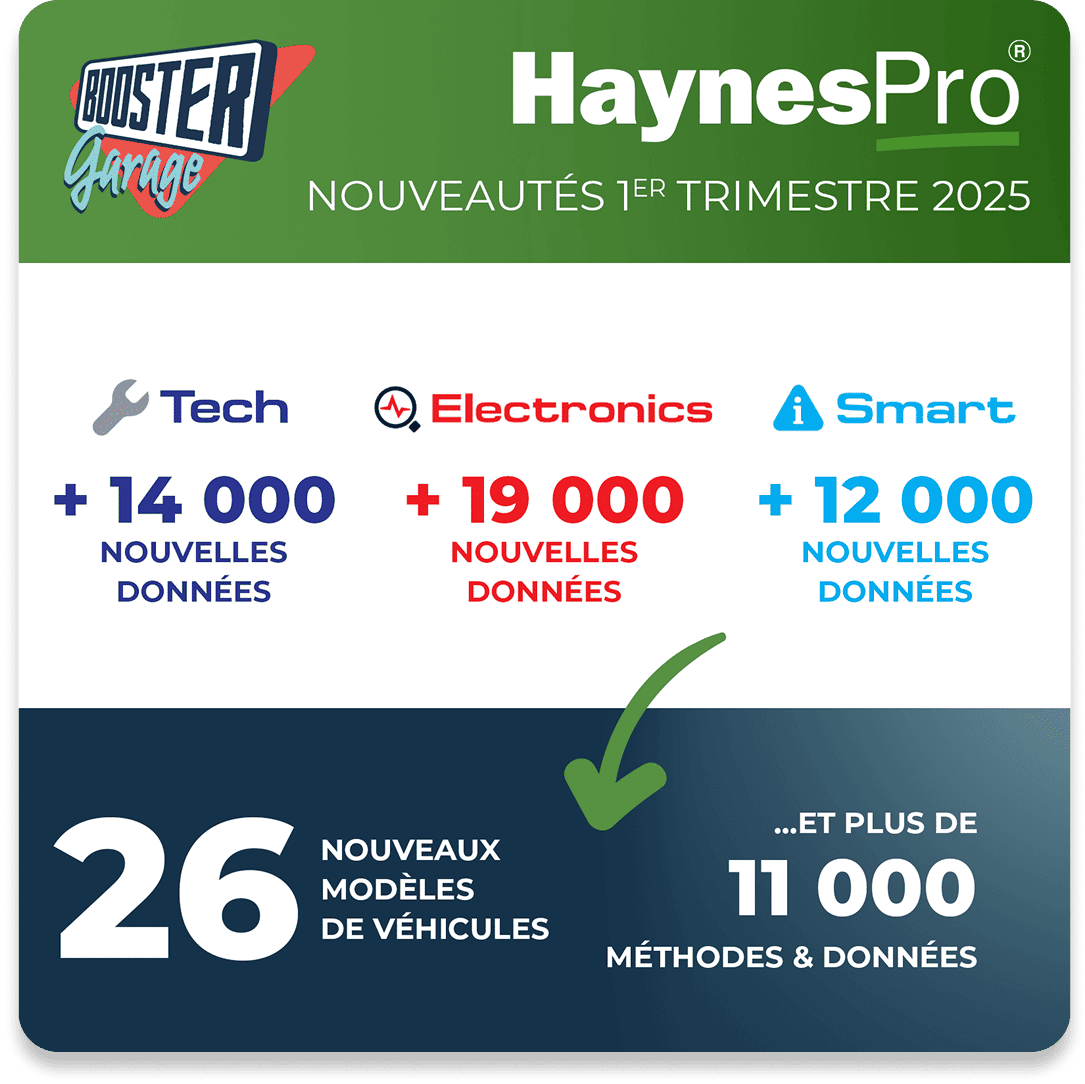 BOOSTER
Garage
HaynesPro®
NOUVEAUTÉS 1ER TRIMESTRE 2025
Tech
+ 14 000
NOUVELLES
DONNÉES
Electronics
+ 19 000
NOUVELLES
DONNÉES
Smart
+ 12 000
NOUVELLES
DONNÉES
26
NOUVEAUX
MODÈLES
DE VÉHICULES
...ET PLUS DE
11 000
MÉTHODES & DONNÉES